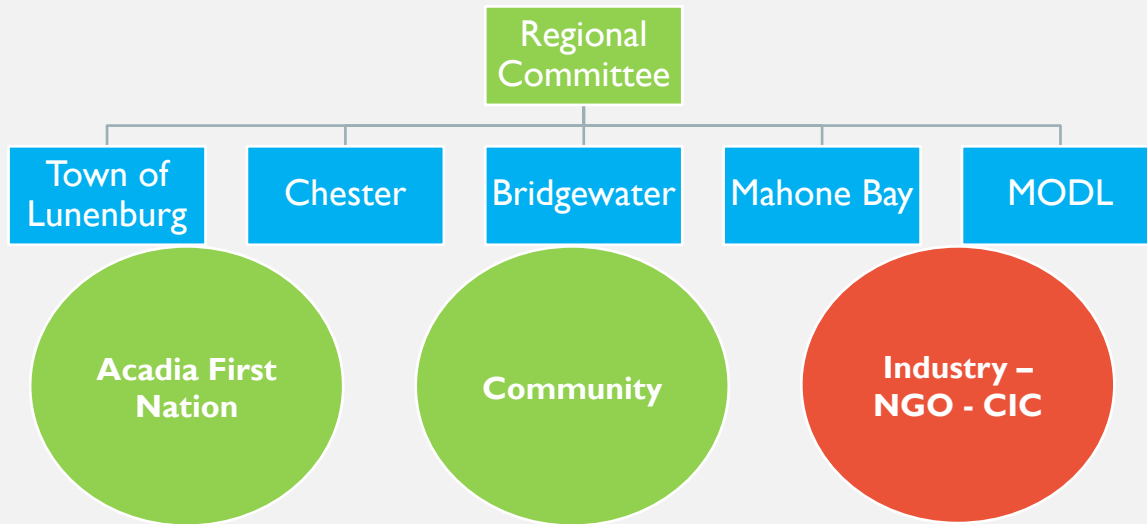 Regional
Committee
Town of
Lunenburg
Chester
Bridgewater
Mahone Bay
MODL
Acadia First
Nation
Community
Industry –
NGO - CIC